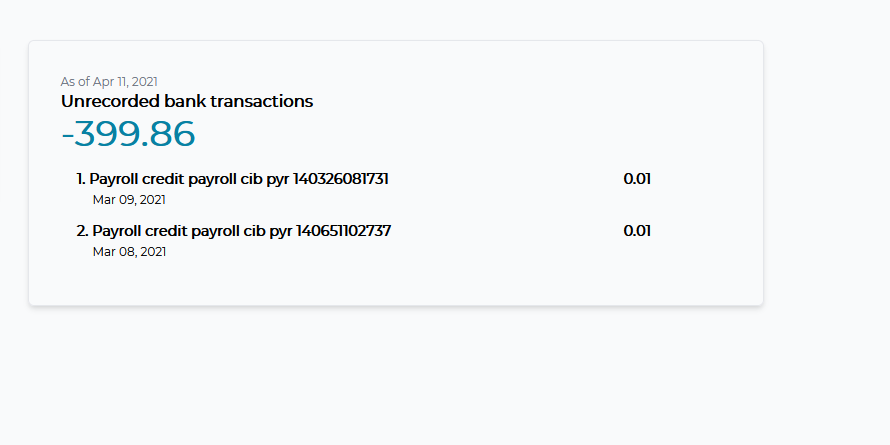 As of Apr 11, 2021
Unrecorded bank transactions
-399.86
1. Payroll credit payroll cib pyr 140326081731 0.01
Mar 09, 2021
2. Payroll credit payroll cib pyr 140651102737 0.01
Mar 08, 2021